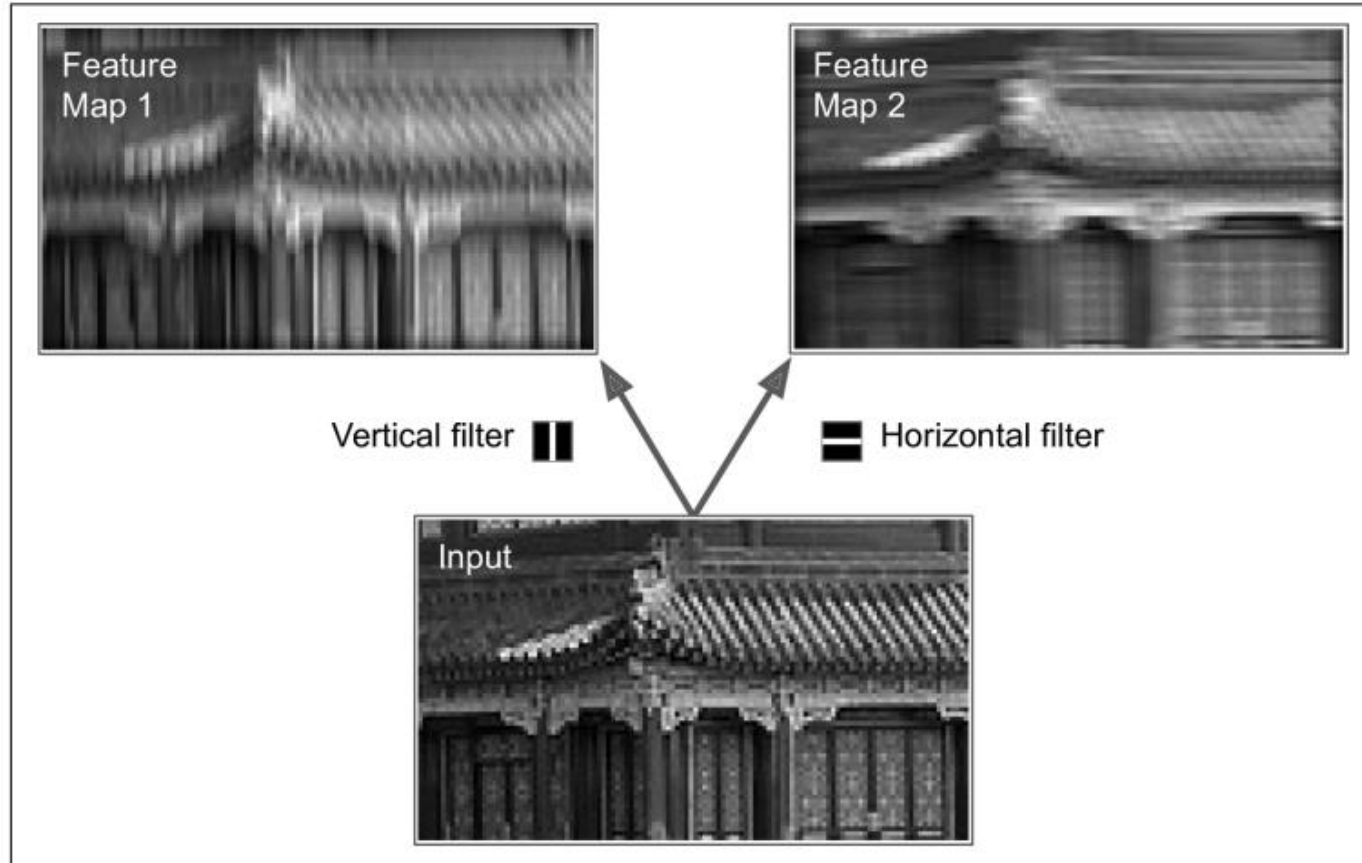 Feature
Map 1
Feature
Map 2
Vertical filter
Horizontal filter
Input